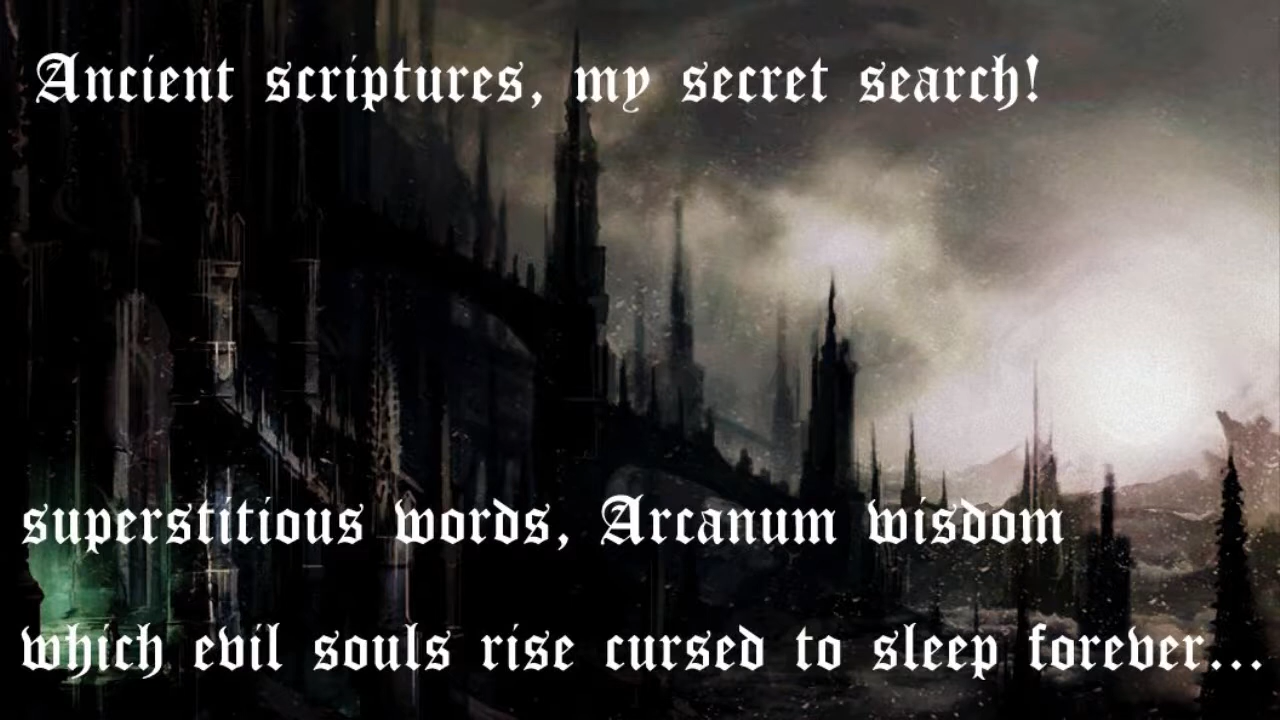 Ancient scriptures, my secret search!
superstitious words, Arcanum wisdom
which evil souls rise cursed to sleep forever...